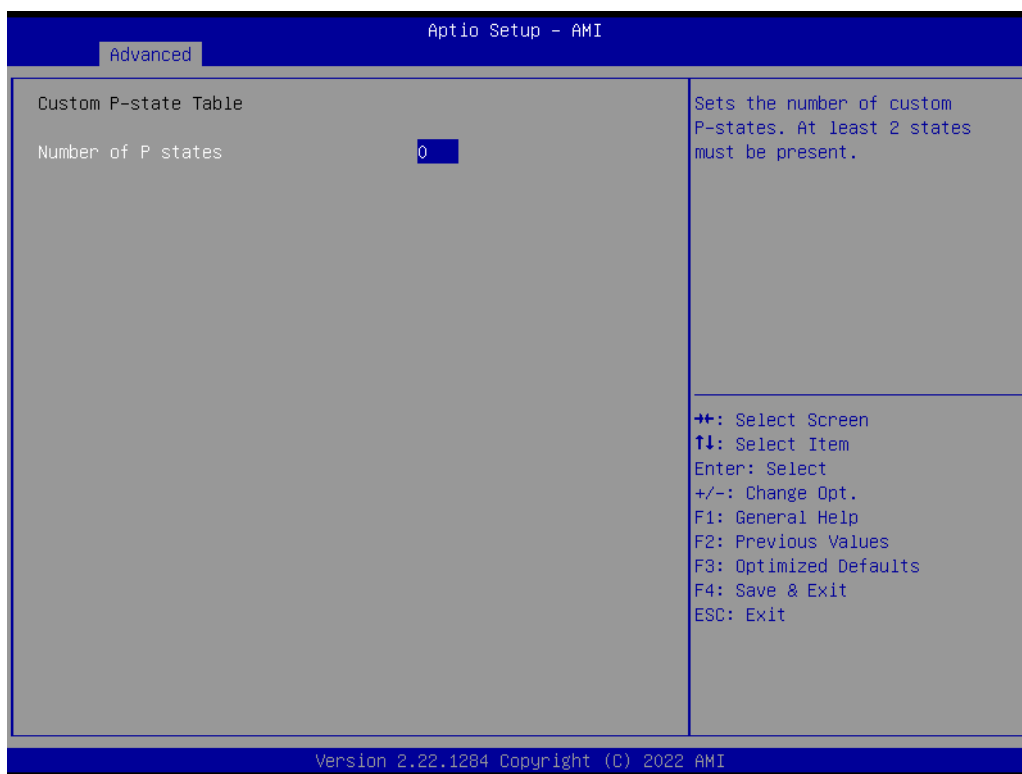 Aptio Setup – AMI
Advanced
Custom P-state Table
Number of P states 0
Sets the number of custom
P-states. At least 2 states
must be present.
→←: Select Screen
↑↓: Select Item
Enter: Select
+/-: Change Opt.
F1: General Help
F2: Previous Values
F3: Optimized Defaults
F4: Save & Exit
ESC: Exit
Version 2.22.1284 Copyright (C) 2022 AMI